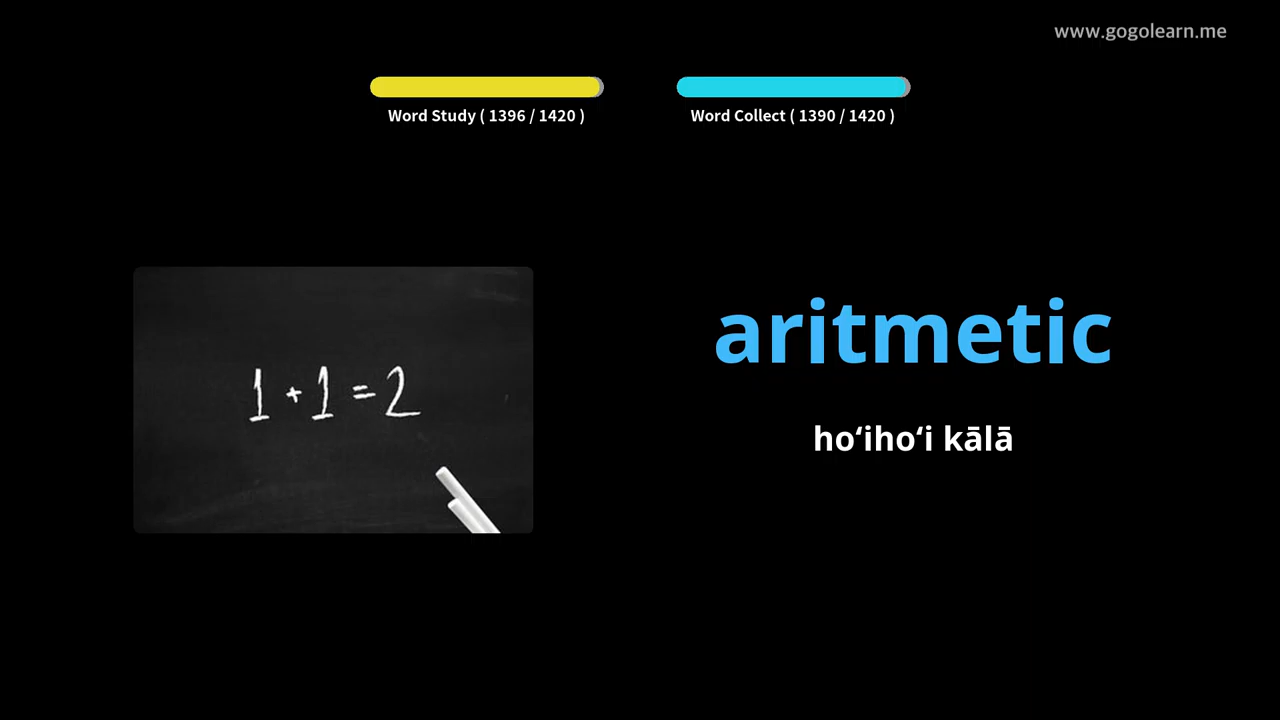 www.gogolearn.me
Word Study ( 1396 / 1420 )
Word Collect ( 1390 / 1420 )
1 + 1 = 2
aritmetic
hoʻihoʻi kālā